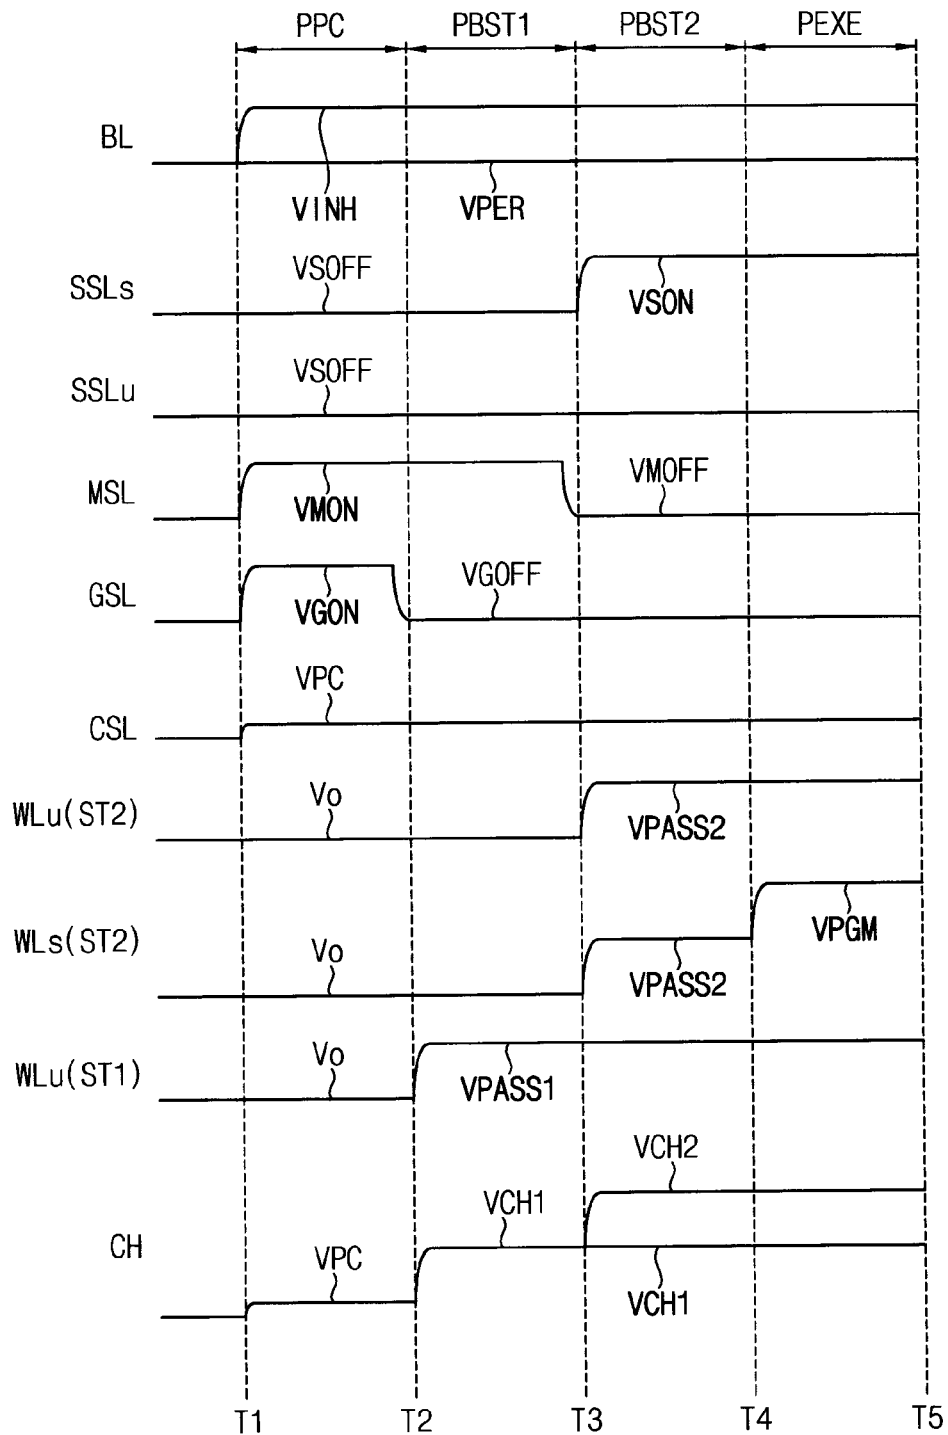 PPC PBST1 PBST2 PEXE
BL
VINH VPER
VSOFF
SSLs
VSON
VSOFF
SSLu
VMOFF
MSL
VMON
VGOFF
GSL
VGON
VPC
CSL
Vo
WLu(ST2)
VPASS2
WLs(ST2)
VPGM
Vo
VPASS2
Vo
WLu(ST1)
VPASS1
VCH2
VCH1
CH
VPC
VCH1
T1 T2 T3 T4 T5